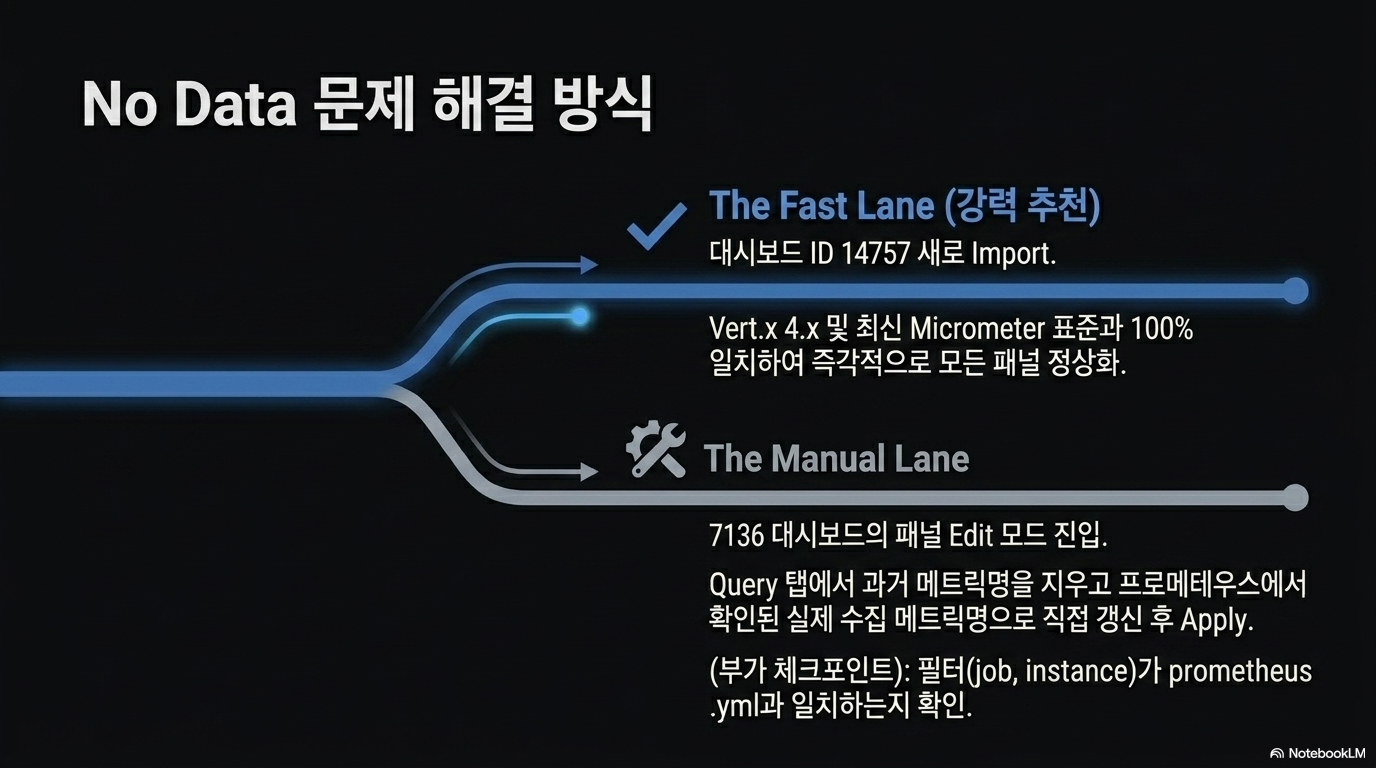 No Data 문제 해결 방식
The Fast Lane (강력 추천)
대시보드 ID 14757 새로 Import.
Vert.x 4.x 및 최신 Micrometer 표준과 100%
일치하여 즉각적으로 모든 패널 정상화.
The Manual Lane
7136 대시보드의 패널 Edit 모드 진입.
Query 탭에서 과거 메트릭명을 지우고 프로메테우스에서
확인된 실제 수집 메트릭명으로 직접 갱신 후 Apply.
(부가 체크포인트): 필터(job, instance)가 prometheus
.yml과 일치하는지 확인.
NotebookLM